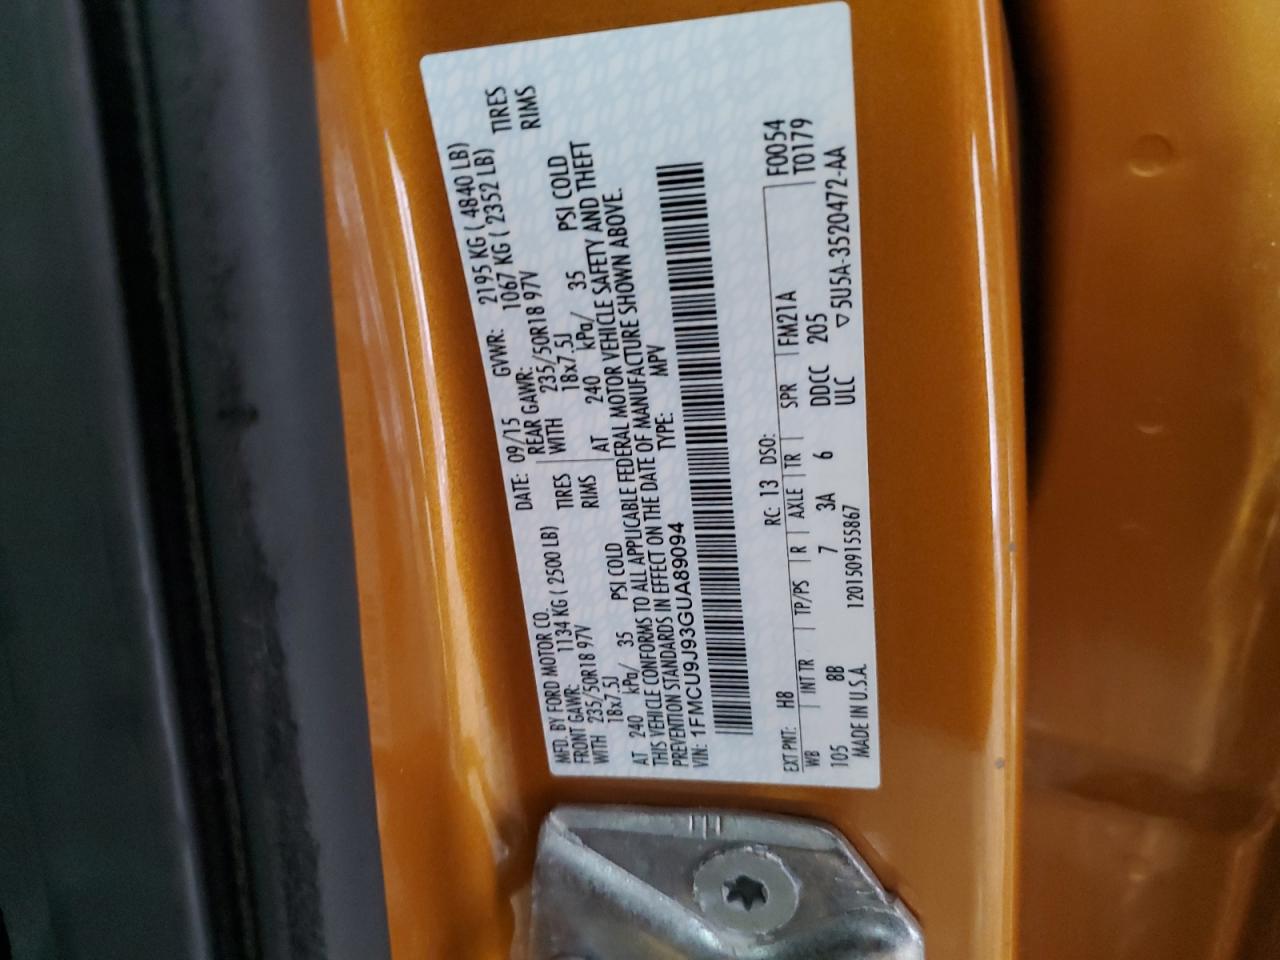 MFD. BY FORD MOTOR CO. DATE: 09/15 GVWR: 2195 KG ( 4840 LB)
FRONT GAWR: 1134 KG ( 2500 LB) REAR GAWR: 1067 KG ( 2352 LB)
WITH 235/50R18 97V TIRES WITH 235/50R18 97V TIRES
18x7.5J RIMS 18x7.5J RIMS
AT 240 kPa/ 35 PSI COLD AT 240 kPa/ 35 PSI COLD
THIS VEHICLE CONFORMS TO ALL APPLICABLE FEDERAL MOTOR VEHICLE SAFETY AND THEFT
PREVENTION STANDARDS IN EFFECT ON THE DATE OF MANUFACTURE SHOWN ABOVE.
VIN: 1FMCU9J93GUA89094 TYPE: MPV
EXT PNT: H8 RC: 13 DSO: F0054
WB INT TR TP/PS R AXLE TR SPR FM21A T0179
105 8B 7 3A 6 DDCC 205
MADE IN U.S.A. 120150915586​7 ULC ▽5U5A-3520472-AA